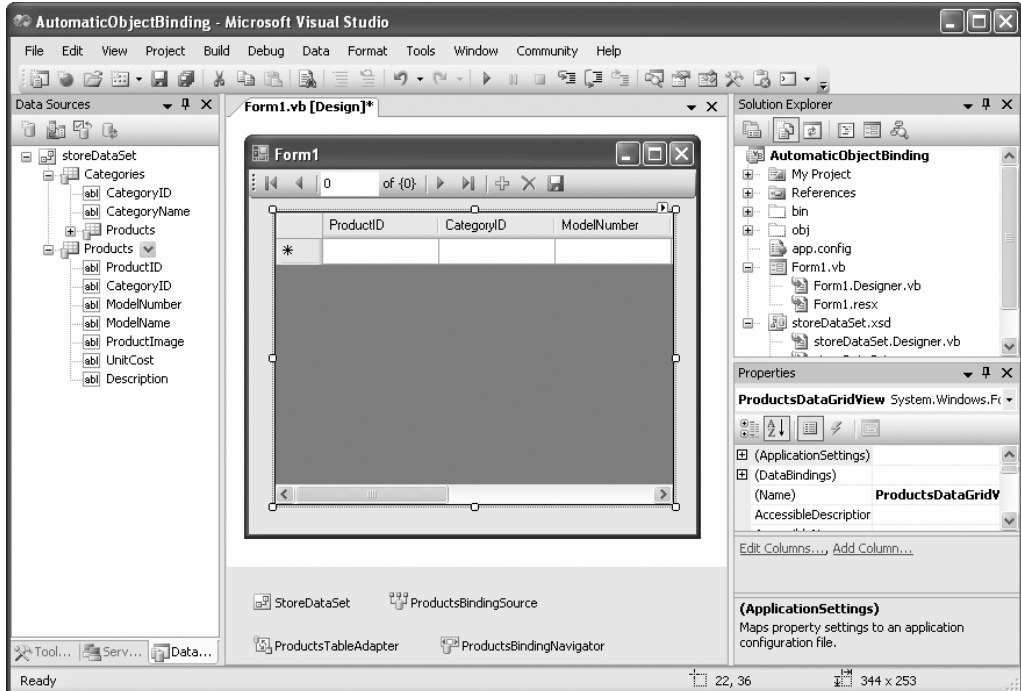 AutomaticObjectBinding - Microsoft Visual Studio
File Edit View Project Build Debug Data Format Tools Window Community Help
Data Sources
storeDataSet
Categories
CategoryID
CategoryName
Products
Products
ProductID
CategoryID
ModelNumber
ModelName
ProductImage
UnitCost
Description
Tool... Serv... Data...
Form1.vb [Design]*
Form1
0 of {0}
ProductID CategoryID ModelNumber
StoreDataSet ProductsBindingSource
ProductsTableAdapter ProductsBindingNavigator
Solution Explorer
AutomaticObjectBinding
My Project
References
bin
obj
app.config
Form1.vb
Form1.Designer.vb
Form1.resx
storeDataSet.xsd
storeDataSet.Designer.vb
Properties
ProductsDataGridView System.Windows.Fo
(ApplicationSettings)
(DataBindings)
(Name) ProductsDataGridV
AccessibleDescription
Edit Columns..., Add Column...
(ApplicationSettings)
Maps property settings to an application
configuration file.
Ready 22, 36 344 x 253